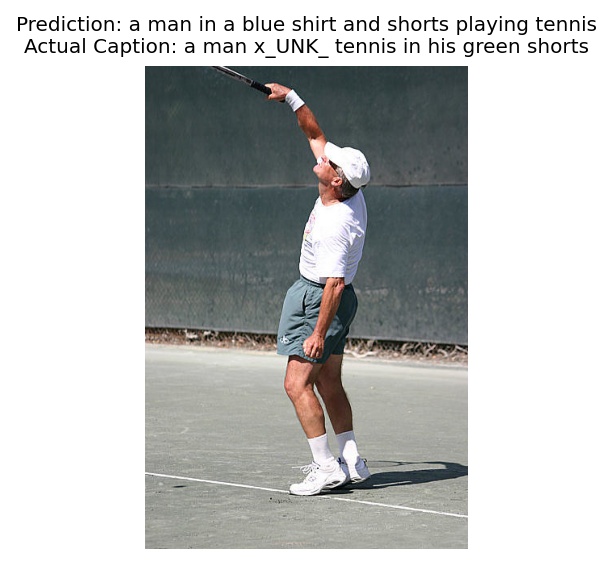 Prediction: a man in a blue shirt and shorts playing tennis
Actual Caption: a man x_UNK_ tennis in his green shorts